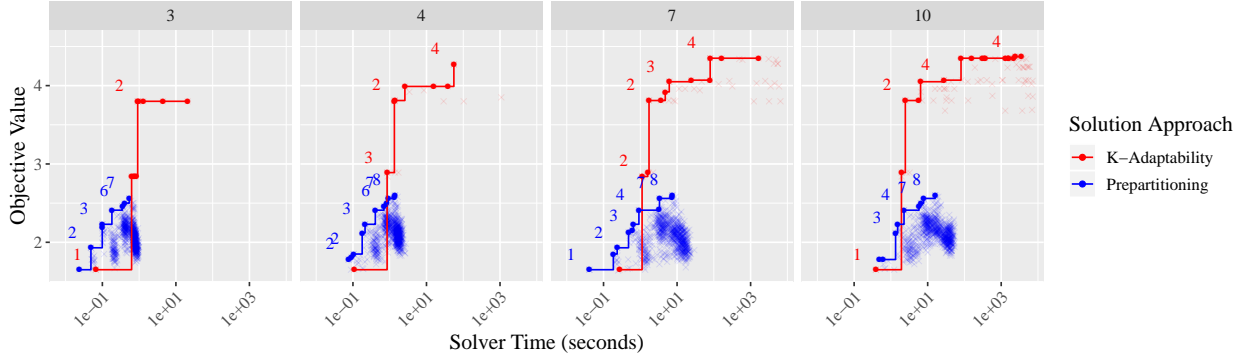 3 4 7 10
Objective Value
4
3
2
1 2
2 3 6 7
2 3 4
2 2 3 6 7 8
2 2 3 4
1 2 3 4 7 8
1 2 4 4
3 4 7 8
1e−01 1e+01 1e+03 1e−01 1e+01 1e+03 1e−01 1e+01 1e+03 1e−01 1e+01 1e+03
Solver Time (seconds)
Solution Approach
K−Adaptability
Prepartitioning